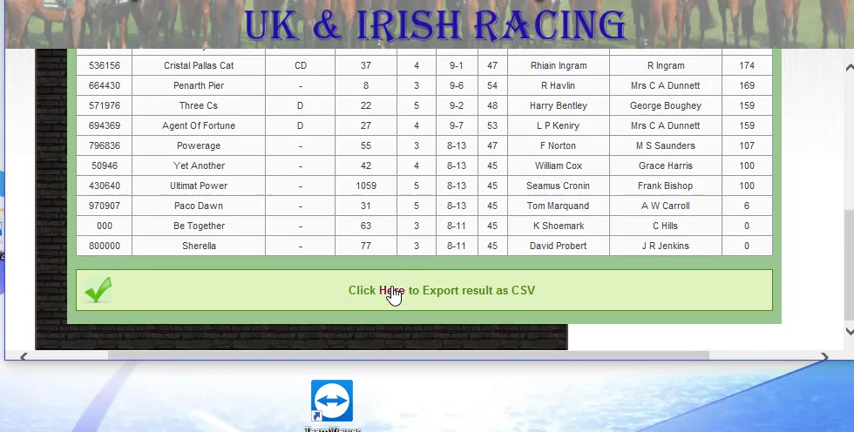 UK & IRISH RACING
536156 Cristal Pallas Cat CD 37 4 9-1 47 Rhiain Ingram R Ingram 174
664430 Penarth Pier - 8 3 9-6 54 R Havlin Mrs C A Dunnett 169
571976 Three Cs D 22 5 9-2 48 Harry Bentley George Boughey 159
694369 Agent Of Fortune D 27 4 9-7 53 L P Keniry Mrs C A Dunnett 159
796836 Powerage - 55 3 8-13 47 F Norton M S Saunders 107
50946 Yet Another - 42 4 8-13 45 William Cox Grace Harris 100
430640 Ultimat Power - 1059 5 8-13 45 Seamus Cronin Frank Bishop 100
970907 Paco Dawn - 31 5 8-13 45 Tom Marquand A W Carroll 6
000 Be Together - 63 3 8-11 45 K Shoemark C Hills 0
800000 Sherella - 77 3 8-11 45 David Probert J R Jenkins 0
Click Here to Export result as CSV
TeamViewer